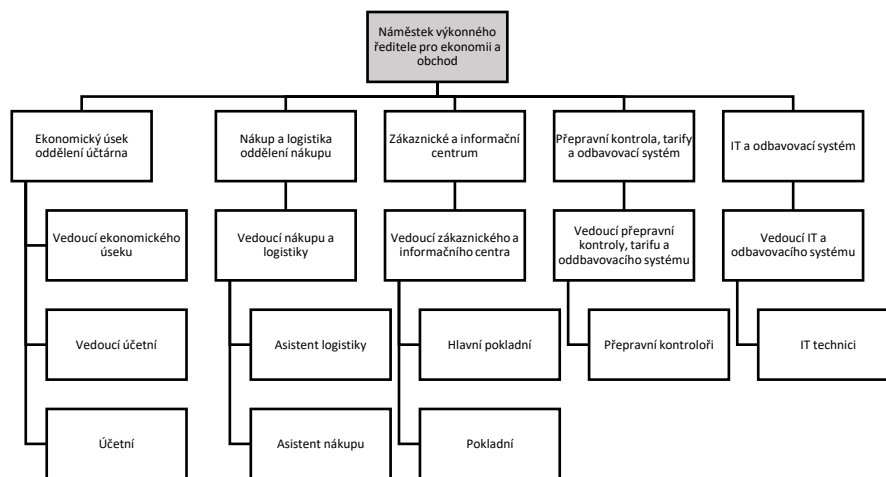 Náměstek výkonného
ředitele pro ekonomii a
obchod
Ekonomický úsek
oddělení účtárna
Nákup a logistika
oddělení nákupu
Zákaznické a informační
centrum
Přepravní kontrola, tarify
a odbavovací systém
IT a odbavovací systém
Vedoucí ekonomického
úseku
Vedoucí nákupu a
logistiky
Vedoucí zákaznického a
informačního centra
Vedoucí přepravní
kontroly, tarifu a
oddbavovacího systému
Vedoucí IT a
odbavovacího systému
Vedoucí účetní
Asistent logistiky
Hlavní pokladní
Přepravní kontroloři
IT technici
Účetní
Asistent nákupu
Pokladní